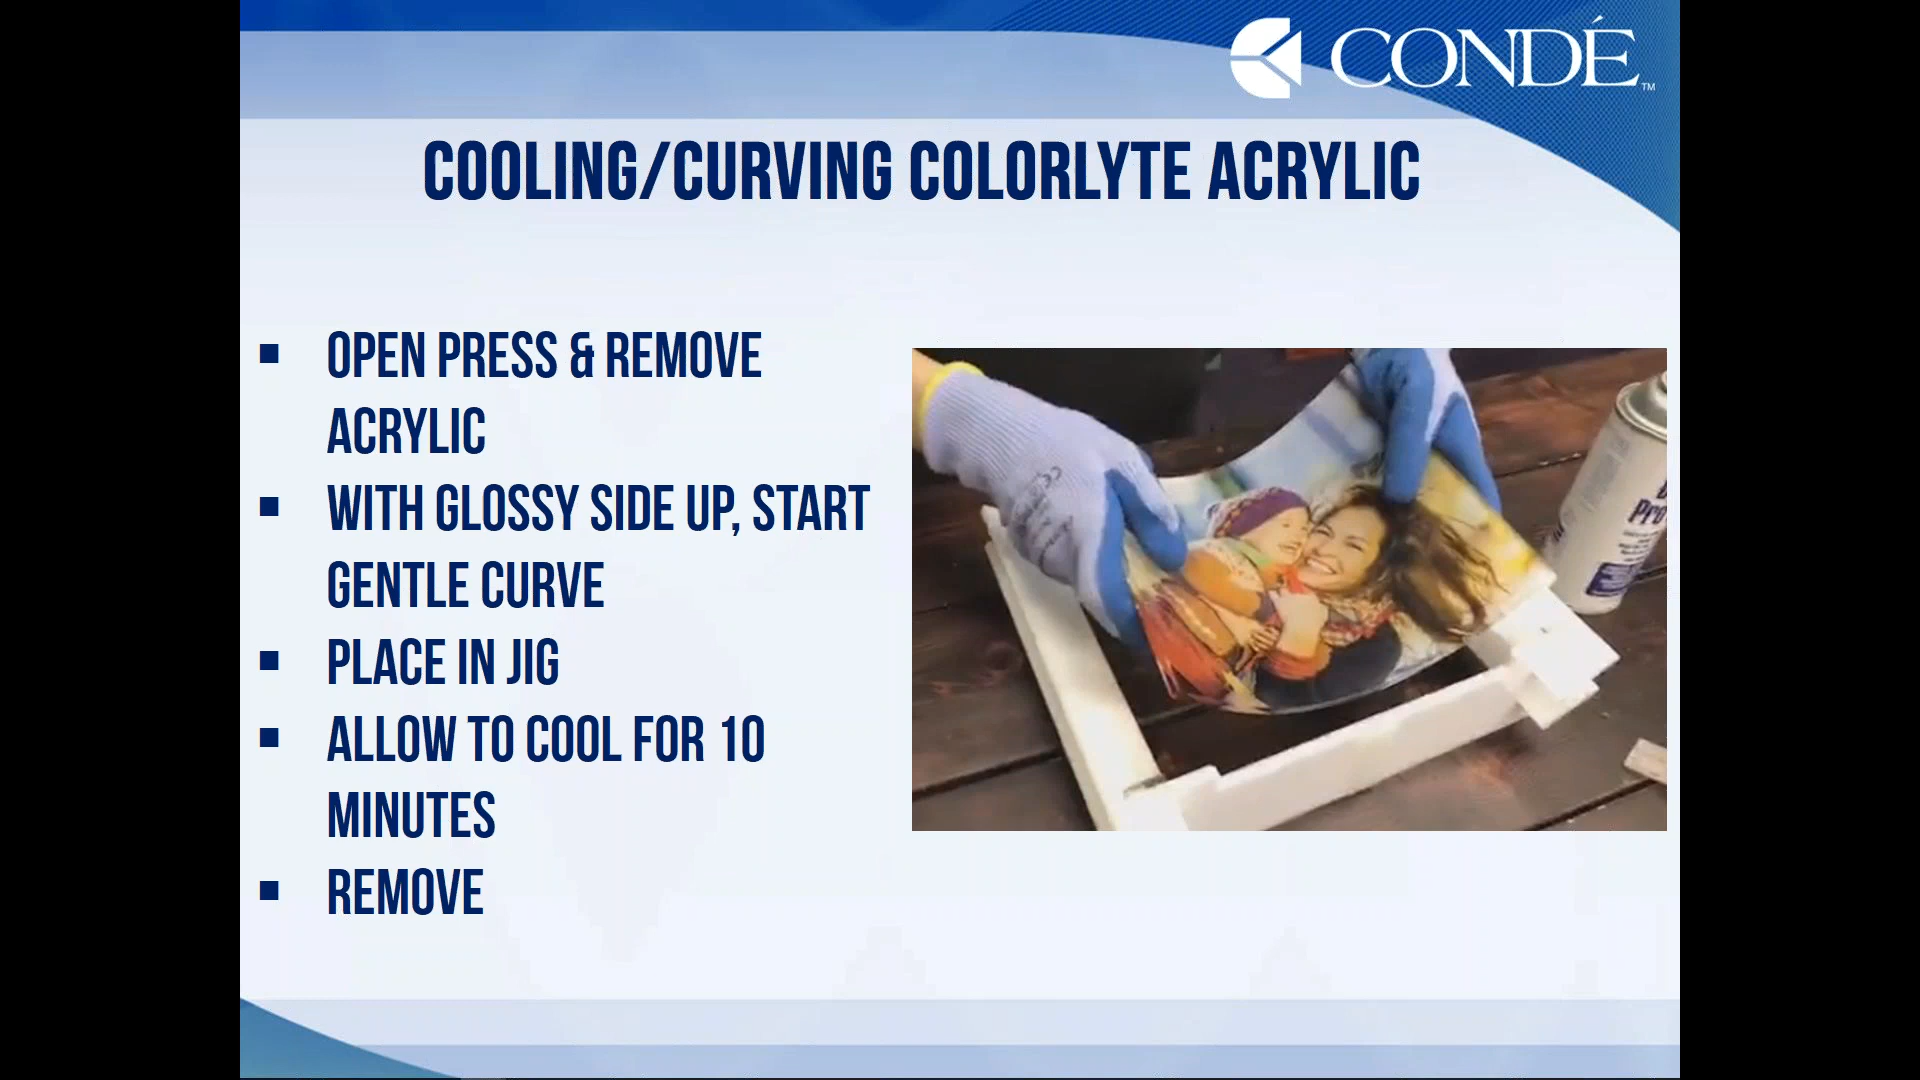 CONDÉ™
COOLING/CURVING COLORLYTE ACRYLIC
▪ OPEN PRESS & REMOVE
ACRYLIC
▪ WITH GLOSSY SIDE UP, START
GENTLE CURVE
▪ PLACE IN JIG
▪ ALLOW TO COOL FOR 10
MINUTES
▪ REMOVE